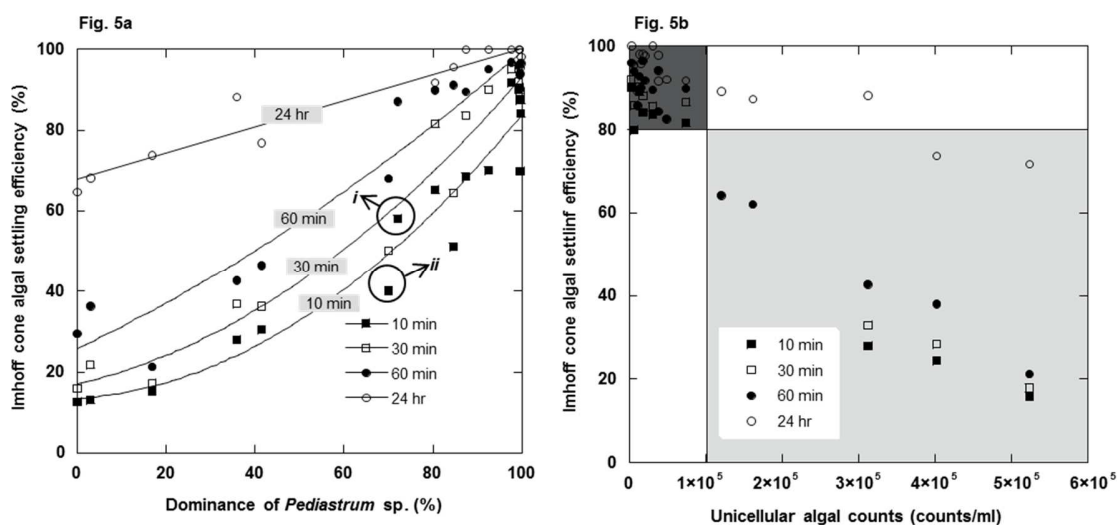 Fig. 5a
Imhoff cone algal settling efficiency (%)
100
80
60
40
20
0
24 hr
60 min
30 min
10 min
i
ii
10 min
30 min
60 min
24 hr
0
20
40
60
80
100
Dominance of Pediastrum sp. (%)
Fig. 5b
Imhoff cone algal settlinf efficiency (%)
100
80
60
40
20
0
10 min
30 min
60 min
24 hr
0
1×10⁵
2×10⁵
3×10⁵
4×10⁵
5×10⁵
6×10⁵
Unicellular algal counts (counts/ml)